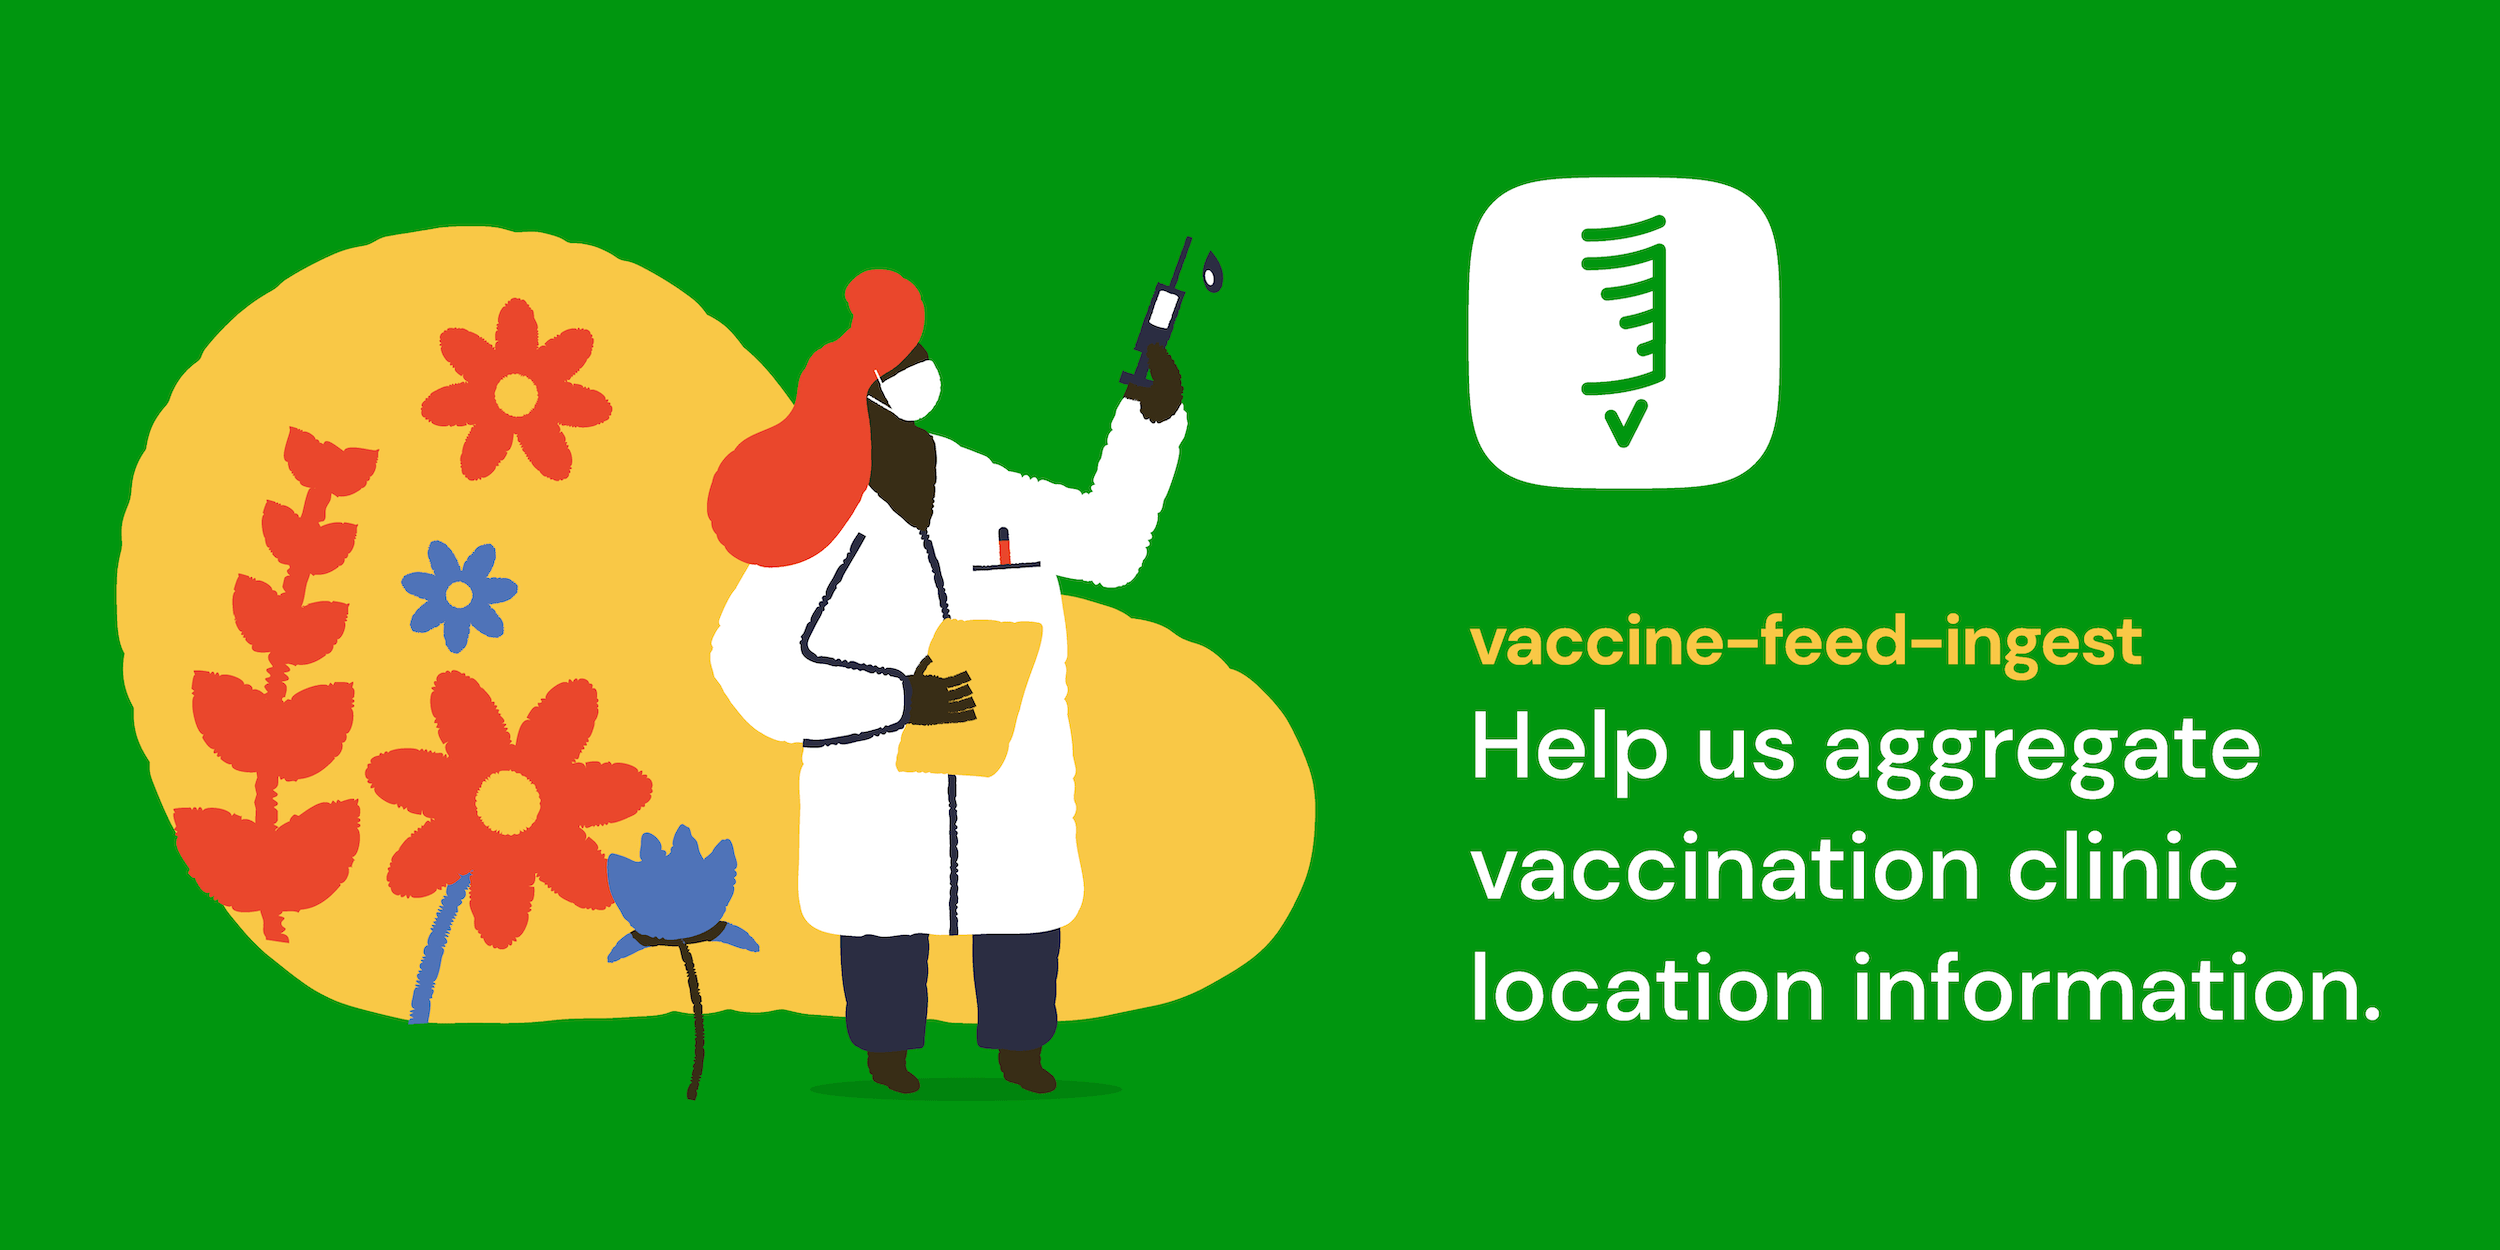 vaccine-feed-ingest
Help us aggregate
vaccination clinic
location information.